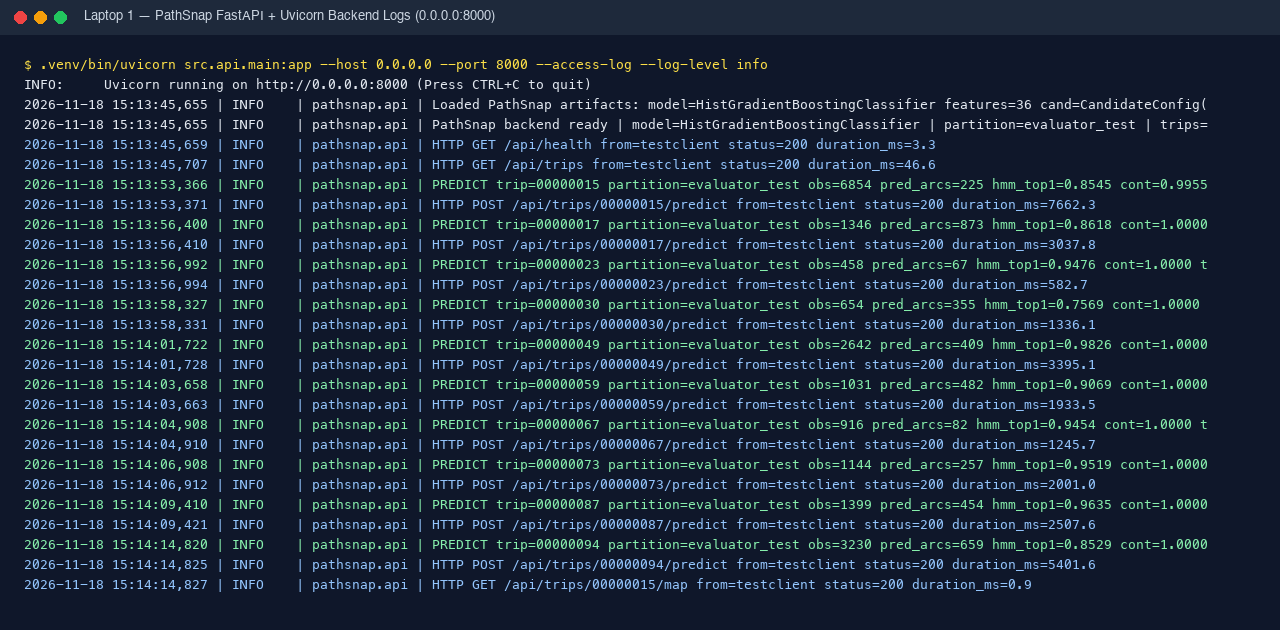 Laptop 1 — PathSnap FastAPI + Uvicorn Backend Logs (0.0.0.0:8000)
$ .venv/bin/uvicorn src.api.main:app --host 0.0.0.0 --port 8000 --access-log --log-level info
INFO:     Uvicorn running on http://0.0.0.0:8000 (Press CTRL+C to quit)
2026-11-18 15:13:45,655 | INFO    | pathsnap.api | Loaded PathSnap artifacts: model=HistGradientBoostingClassifier features=36 cand=CandidateConfig(
2026-11-18 15:13:45,655 | INFO    | pathsnap.api | PathSnap backend ready | model=HistGradientBoostingClassifier | partition=evaluator_test | trips=
2026-11-18 15:13:45,659 | INFO    | pathsnap.api | HTTP GET /api/health from=testclient status=200 duration_ms=3.3
2026-11-18 15:13:45,707 | INFO    | pathsnap.api | HTTP GET /api/trips from=testclient status=200 duration_ms=46.6
2026-11-18 15:13:53,366 | INFO    | pathsnap.api | PREDICT trip=00000015 partition=evaluator_test obs=6854 pred_arcs=225 hmm_top1=0.8545 cont=0.9955
2026-11-18 15:13:53,371 | INFO    | pathsnap.api | HTTP POST /api/trips/00000015/predict from=testclient status=200 duration_ms=7662.3
2026-11-18 15:13:56,400 | INFO    | pathsnap.api | PREDICT trip=00000017 partition=evaluator_test obs=1346 pred_arcs=873 hmm_top1=0.8618 cont=1.0000
2026-11-18 15:13:56,410 | INFO    | pathsnap.api | HTTP POST /api/trips/00000017/predict from=testclient status=200 duration_ms=3037.8
2026-11-18 15:13:56,992 | INFO    | pathsnap.api | PREDICT trip=00000023 partition=evaluator_test obs=458 pred_arcs=67 hmm_top1=0.9476 cont=1.0000 t
2026-11-18 15:13:56,994 | INFO    | pathsnap.api | HTTP POST /api/trips/00000023/predict from=testclient status=200 duration_ms=582.7
2026-11-18 15:13:58,327 | INFO    | pathsnap.api | PREDICT trip=00000030 partition=evaluator_test obs=654 pred_arcs=355 hmm_top1=0.7569 cont=1.0000
2026-11-18 15:13:58,331 | INFO    | pathsnap.api | HTTP POST /api/trips/00000030/predict from=testclient status=200 duration_ms=1336.1
2026-11-18 15:14:01,722 | INFO    | pathsnap.api | PREDICT trip=00000049 partition=evaluator_test obs=2642 pred_arcs=409 hmm_top1=0.9826 cont=1.0000
2026-11-18 15:14:01,728 | INFO    | pathsnap.api | HTTP POST /api/trips/00000049/predict from=testclient status=200 duration_ms=3395.1
2026-11-18 15:14:03,658 | INFO    | pathsnap.api | PREDICT trip=00000059 partition=evaluator_test obs=1031 pred_arcs=482 hmm_top1=0.9069 cont=1.0000
2026-11-18 15:14:03,663 | INFO    | pathsnap.api | HTTP POST /api/trips/00000059/predict from=testclient status=200 duration_ms=1933.5
2026-11-18 15:14:04,908 | INFO    | pathsnap.api | PREDICT trip=00000067 partition=evaluator_test obs=916 pred_arcs=82 hmm_top1=0.9454 cont=1.0000 t
2026-11-18 15:14:04,910 | INFO    | pathsnap.api | HTTP POST /api/trips/00000067/predict from=testclient status=200 duration_ms=1245.7
2026-11-18 15:14:06,908 | INFO    | pathsnap.api | PREDICT trip=00000073 partition=evaluator_test obs=1144 pred_arcs=257 hmm_top1=0.9519 cont=1.0000
2026-11-18 15:14:06,912 | INFO    | pathsnap.api | HTTP POST /api/trips/00000073/predict from=testclient status=200 duration_ms=2001.0
2026-11-18 15:14:09,410 | INFO    | pathsnap.api | PREDICT trip=00000087 partition=evaluator_test obs=1399 pred_arcs=454 hmm_top1=0.9635 cont=1.0000
2026-11-18 15:14:09,421 | INFO    | pathsnap.api | HTTP POST /api/trips/00000087/predict from=testclient status=200 duration_ms=2507.6
2026-11-18 15:14:14,820 | INFO    | pathsnap.api | PREDICT trip=00000094 partition=evaluator_test obs=3230 pred_arcs=659 hmm_top1=0.8529 cont=1.0000
2026-11-18 15:14:14,825 | INFO    | pathsnap.api | HTTP POST /api/trips/00000094/predict from=testclient status=200 duration_ms=5401.6
2026-11-18 15:14:14,827 | INFO    | pathsnap.api | HTTP GET /api/trips/00000015/map from=testclient status=200 duration_ms=0.9